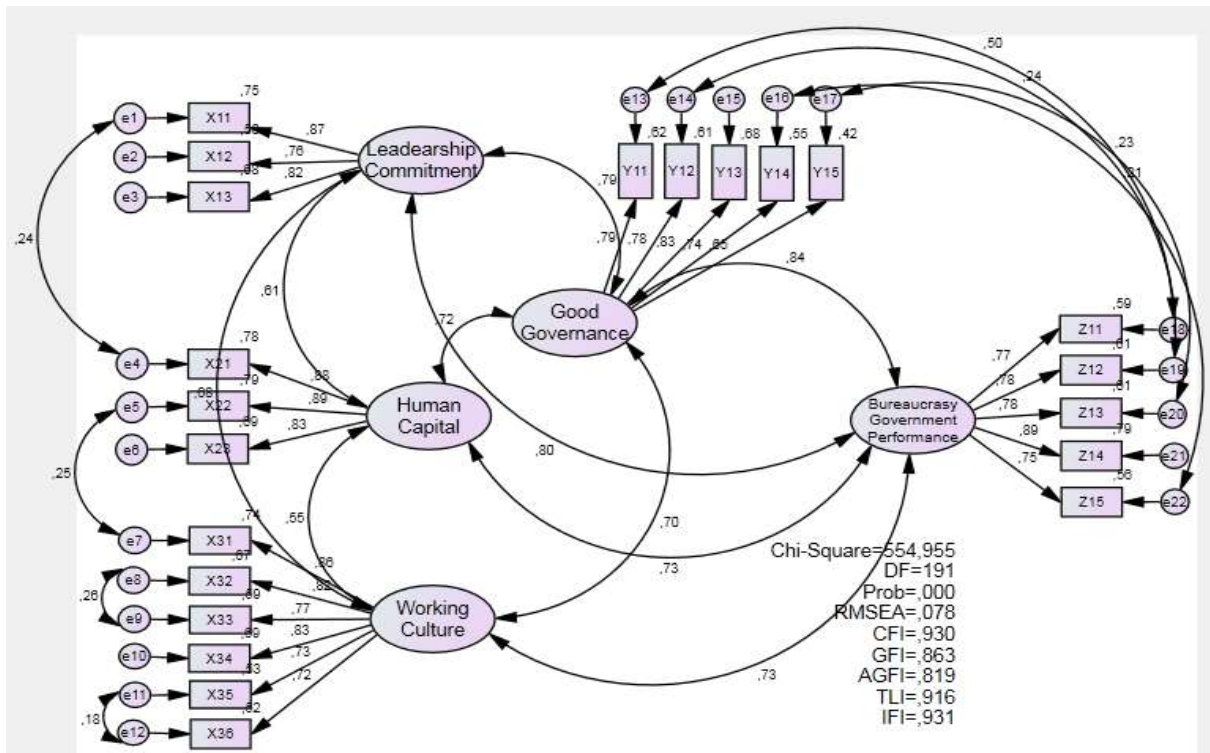 ,50
,24
,75
e13
e14
e15
e16
e17
e1
X11
,87
,62
,61
,68
,55
,42
,23
e2
X12
,76
Leadearship
Commitment
e3
X13
,82
Y11
Y12
Y13
Y14
Y15
,79
,79
,78
,83
,74
,84
,24
,61
,72
Good
Governance
,59
Z11
e18
,77
,78
e4
X21
,88
,79
Z12
e19
,78
,61
e5
X22
,89
Human
Capital
Bureaucrasy
Government
Performance
,78
Z13
e20
e6
X23
,83
,89
,79
Z14
e21
,75
,56
Z15
e22
,25
,80
,55
,70
,74
e7
X31
,86
,73
Chi-Square=554,955
DF=191
Prob=,000
RMSEA=,078
CFI=,930
GFI=,863
AGFI=,819
TLI=,916
IFI=,931
,67
e8
X32
,82
,26
e9
X33
,77
Working
Culture
e10
X34
,83
,73
e11
X35
,72
,18
e12
X36
,73